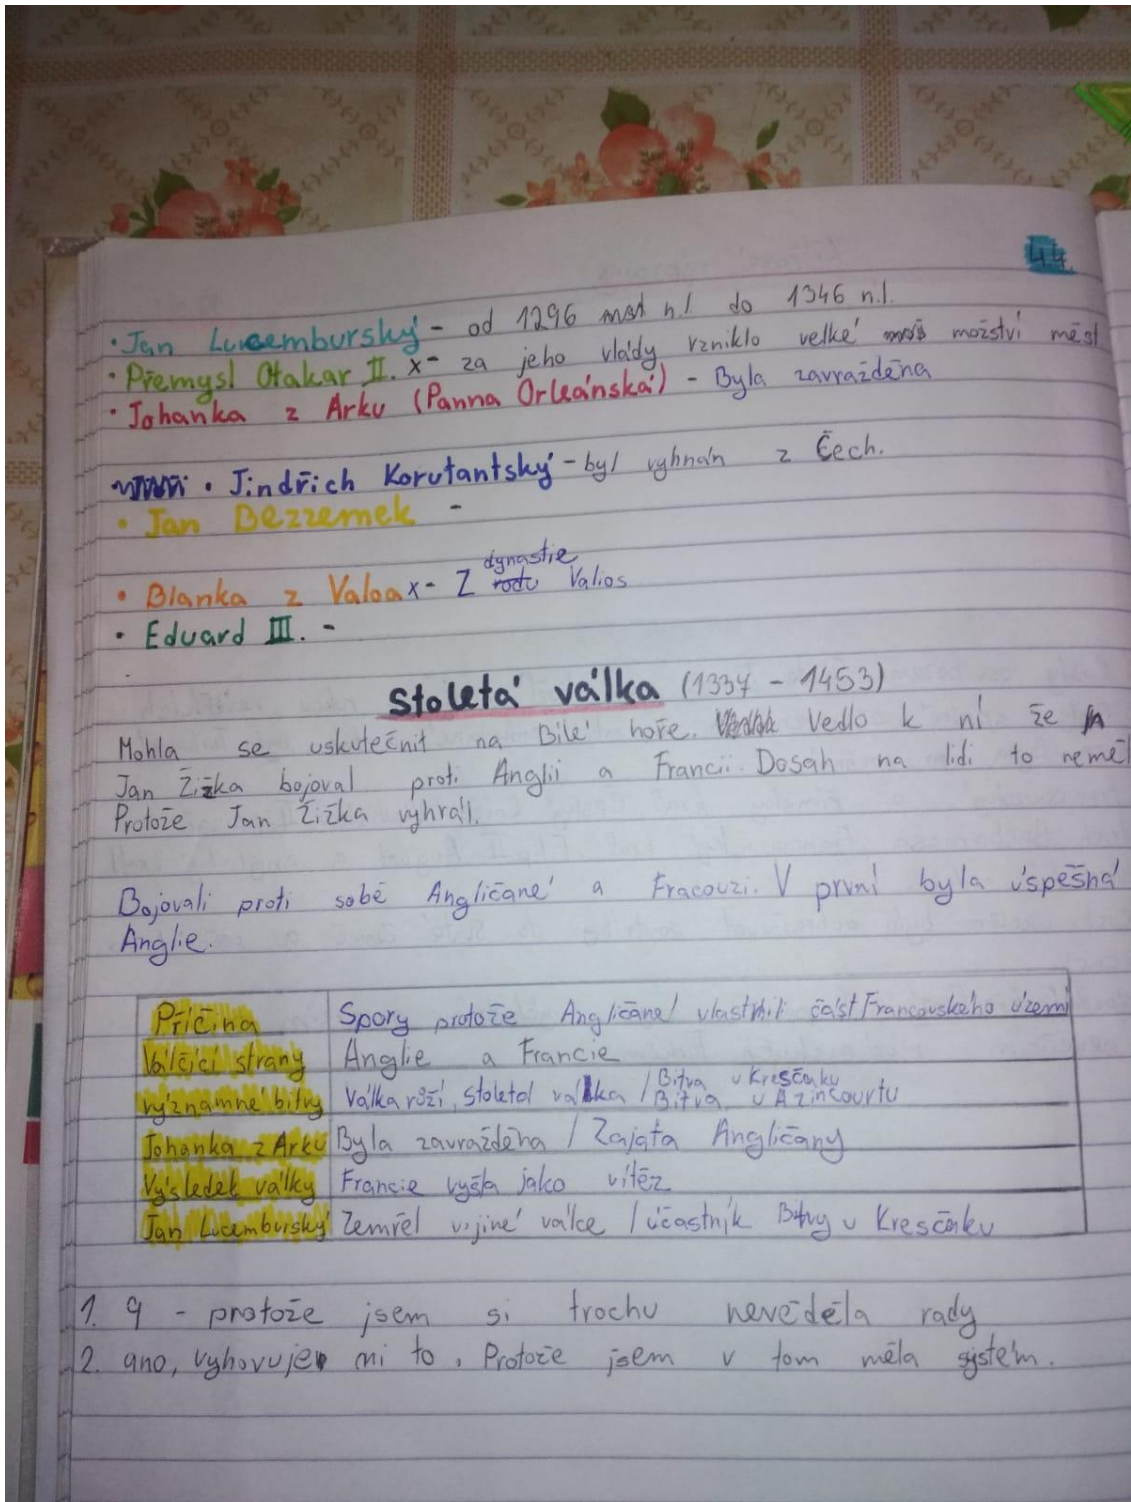 44.
• Jan Lucemburský - od 1296 n.l. do 1346 n.l.
• Přemysl Otakar II. x- za jeho vlády vzniklo velké možství měst
• Johanka z Arku (Panna Orleánská) - Byla zavražděna
• Jindřich Korutantský - byl vyhnán z Čech.
• Jan Bezzemek -
• Blanka z Valoa x- Z rodu dynastie Valios
• Eduard III. -
Stoletá válka (1337 - 1453)
Mohla se uskutečnit na Bílé hoře. Vedlo k ní že
Jan Žižka bojoval proti Anglii a Francii. Dosah na lidi to neměl
Protože Jan Žižka vyhrál.
Bojovali proti sobě Angličané a Fracouzi. V první byla úspěšná
Anglie.
Příčina Spory protože Angličané vlastnili část Francouského území
Válčící strany Anglie a Francie
významné bitvy Válka růží, stoletá válka / Bitva u Kresčaku
Bitva u Azincourtu
Johanka z Arku Byla zavražděna / Zajata Angličany
Výsledek války Francie vyšla jako vítěz
Jan Lucemburský Zemřel v jiné válce / účastník Bitvy u Kresčaku
1. 9 - protože jsem si trochu nevěděla rady
2. ano, vyhovuje mi to, Protože jsem v tom měla systém.